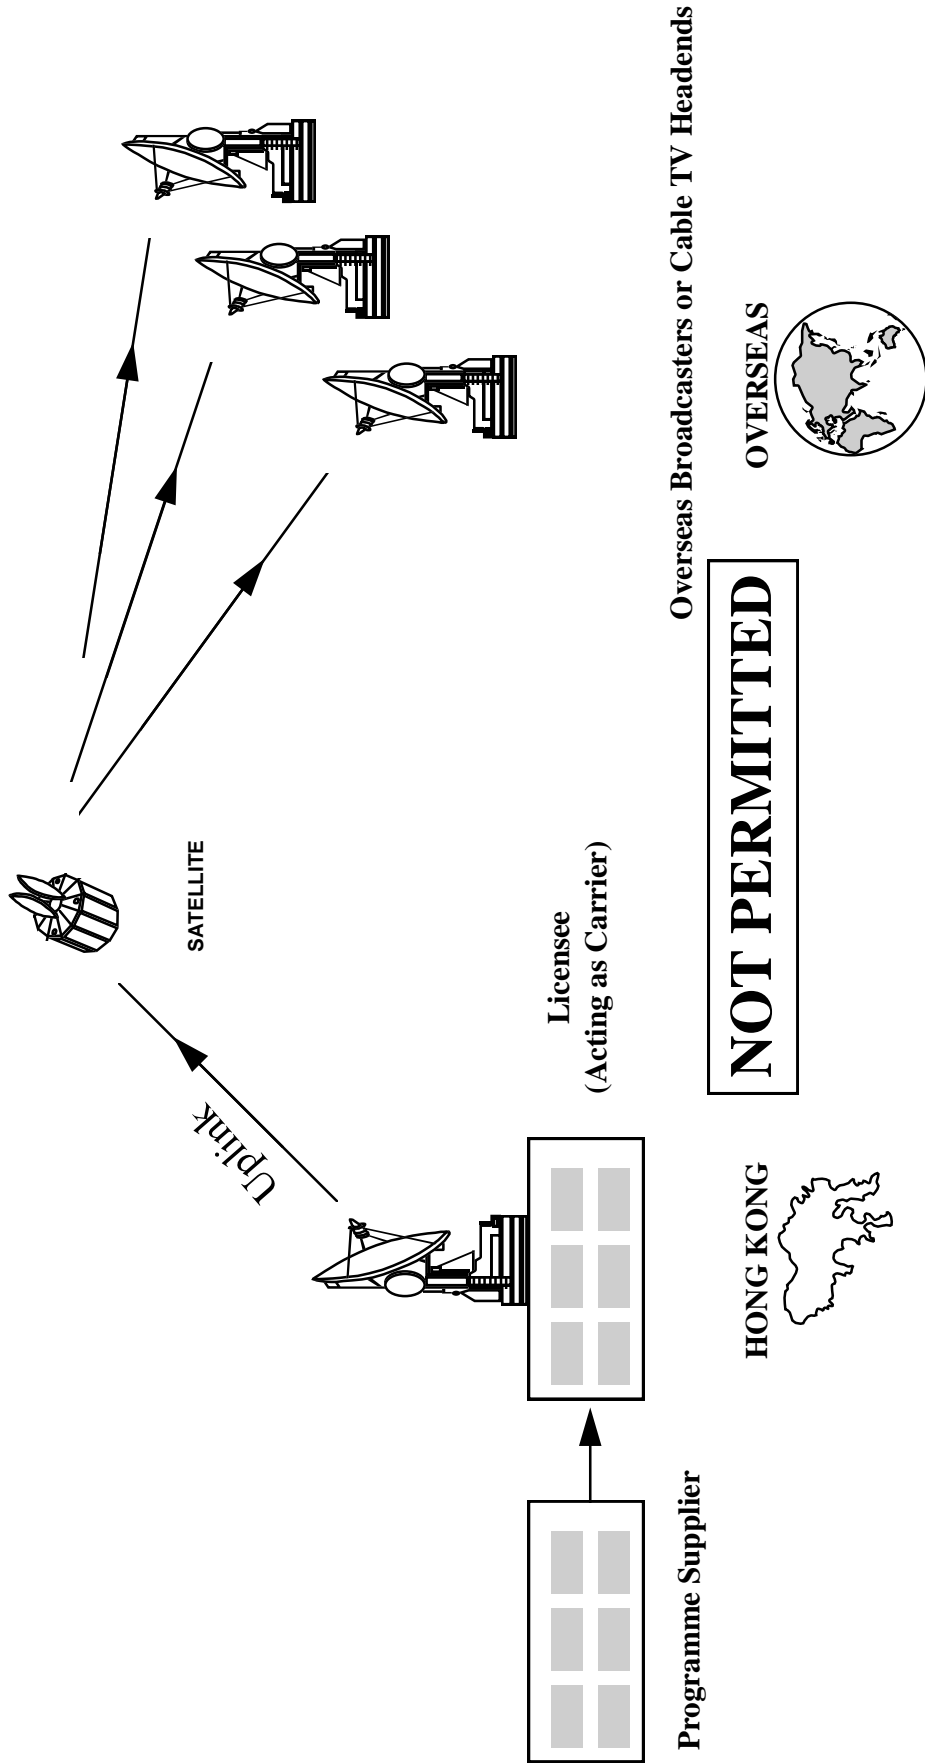 SATELLITE
Uplink
Licensee
(Acting as Carrier)
Programme Supplier
Overseas Broadcasters or Cable TV Headends
NOT PERMITTED
HONG KONG
OVERSEAS